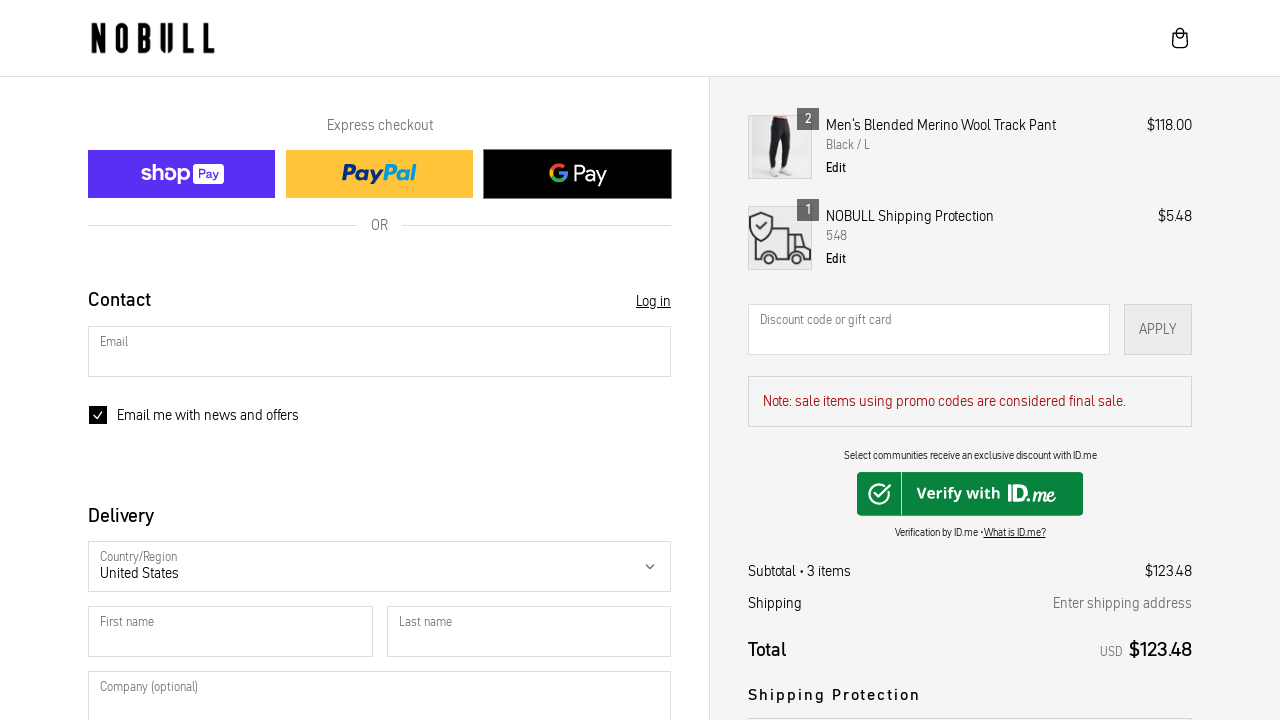 NOBULL
Express checkout
shop Pay
PayPal
G Pay
OR
Contact
Log in
Email
Email me with news and offers
Delivery
Country/Region
United States
First name
Last name
Company (optional)
2
Men's Blended Merino Wool Track Pant
$118.00
Black / L
Edit
1
NOBULL Shipping Protection
$5.48
548
Edit
Discount code or gift card
APPLY
Note: sale items using promo codes are considered final sale.
Select communities receive an exclusive discount with ID.me
Verify with ID.me
Verification by ID.me • What is ID.me?
Subtotal • 3 items
$123.48
Shipping
Enter shipping address
Total
USD $123.48
Shipping Protection